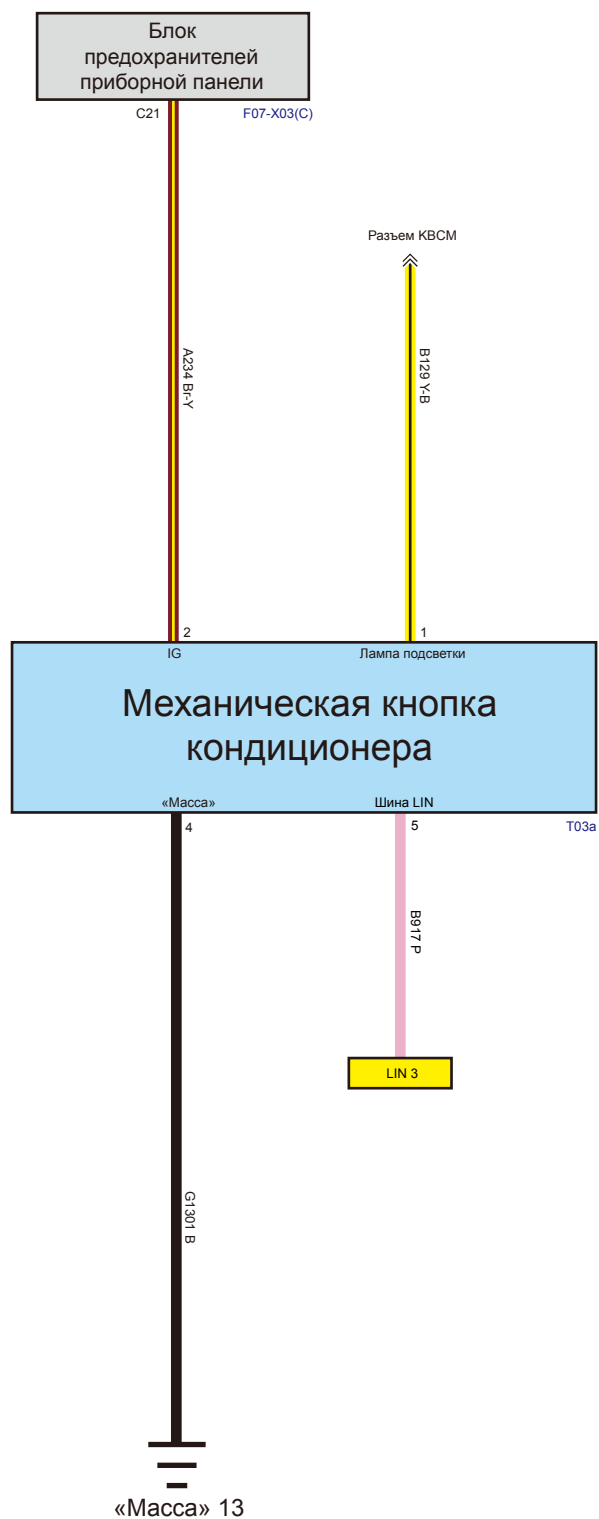 Блок
предохранителей
приборной панели
C21
F07-X03(C)
Разъем KBCM
A234 Br-Y
B129 Y-B
2
1
IG
Лампа подсветки
Механическая кнопка
кондиционера
«Масса»
Шина LIN
4
5
T03a
B917 P
LIN 3
G1301 B
«Масса» 13